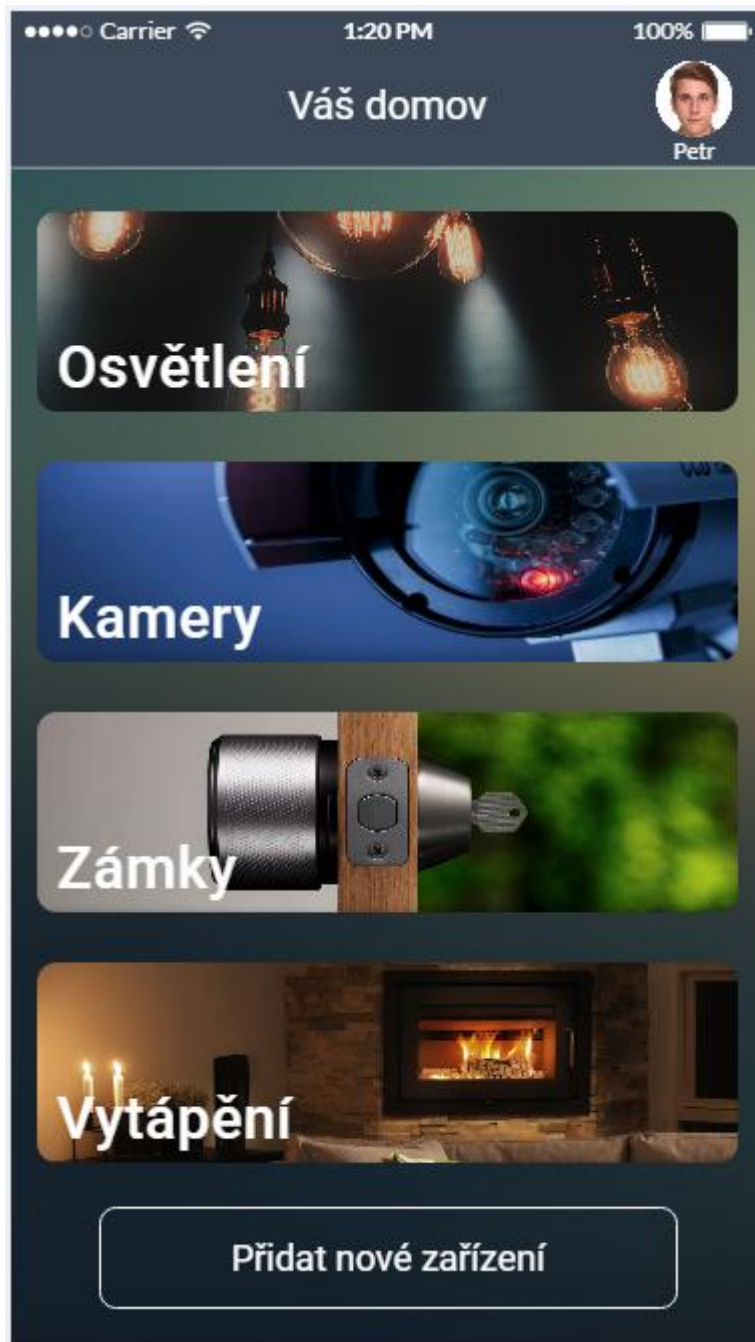 Carrier 1:20 PM 100%
Váš domov
Petr
Osvětlení
Kamery
Zámky
Vytápění
Přidat nové zařízení